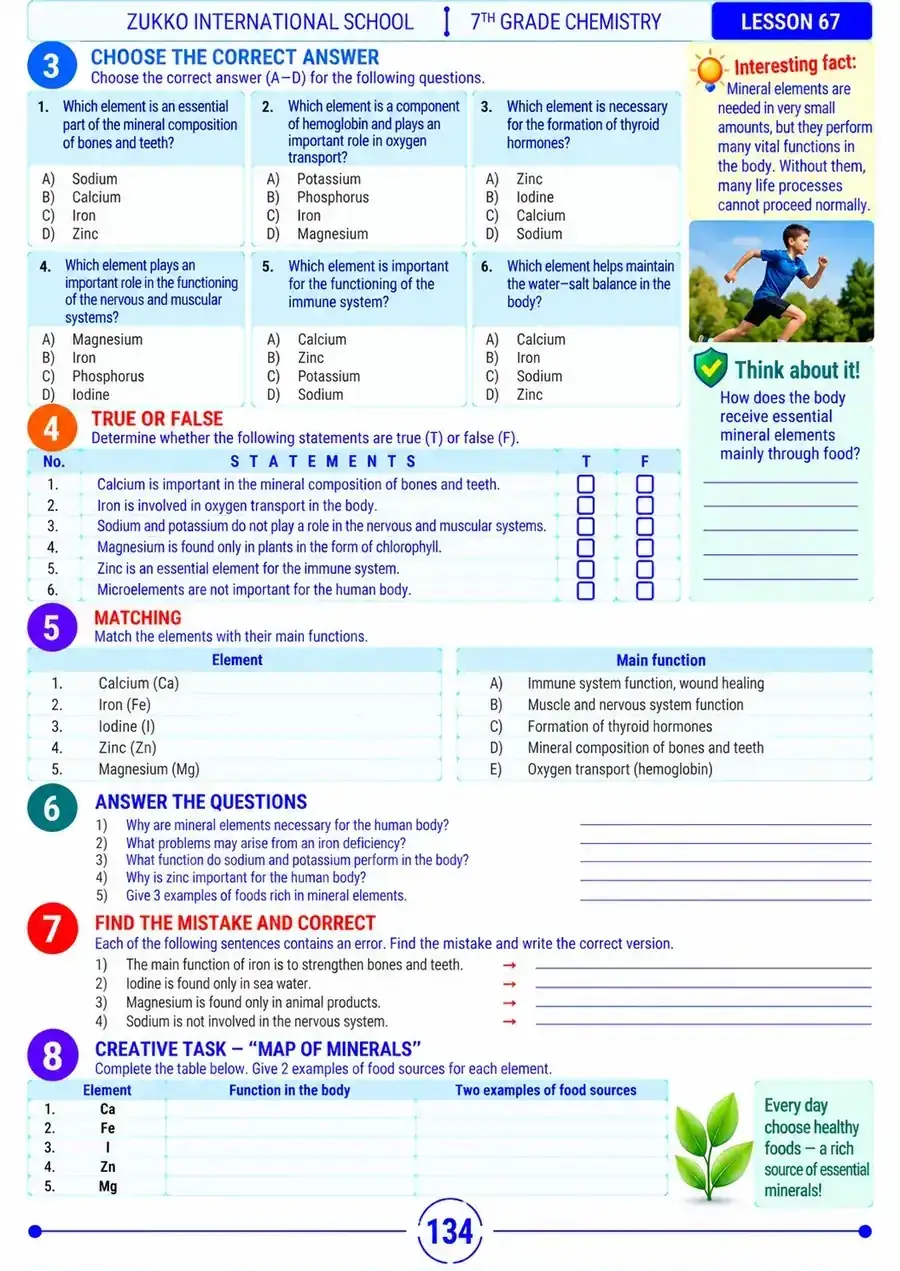 ZUKKO INTERNATIONAL SCHOOL
7TH GRADE CHEMISTRY
LESSON 67
3
CHOOSE THE CORRECT ANSWER
Choose the correct answer (A–D) for the following questions.
1. Which element is an essential
part of the mineral composition
of bones and teeth?
A) Sodium
B) Calcium
C) Iron
D) Zinc
2. Which element is a component
of hemoglobin and plays an
important role in oxygen
transport?
A) Potassium
B) Phosphorus
C) Iron
D) Magnesium
3. Which element is necessary
for the formation of thyroid
hormones?
A) Zinc
B) Iodine
C) Calcium
D) Sodium
4. Which element plays an
important role in the functioning
of the nervous and muscular
systems?
A) Magnesium
B) Iron
C) Phosphorus
D) Iodine
5. Which element is important
for the functioning of the
immune system?
A) Calcium
B) Zinc
C) Potassium
D) Sodium
6. Which element helps maintain
the water–salt balance in the
body?
A) Calcium
B) Iron
C) Sodium
D) Zinc
Interesting fact:
Mineral elements are
needed in very small
amounts, but they perform
many vital functions in
the body. Without them,
many life processes
cannot proceed normally.
Think about it!
How does the body
receive essential
mineral elements
mainly through food?
4
TRUE OR FALSE
Determine whether the following statements are true (T) or false (F).
No. STATEMENTS T F
1. Calcium is important in the mineral composition of bones and teeth.
2. Iron is involved in oxygen transport in the body.
3. Sodium and potassium do not play a role in the nervous and muscular systems.
4. Magnesium is found only in plants in the form of chlorophyll.
5. Zinc is an essential element for the immune system.
6. Microelements are not important for the human body.
5
MATCHING
Match the elements with their main functions.
Element
1. Calcium (Ca)
2. Iron (Fe)
3. Iodine (I)
4. Zinc (Zn)
5. Magnesium (Mg)
Main function
A) Immune system function, wound healing
B) Muscle and nervous system function
C) Formation of thyroid hormones
D) Mineral composition of bones and teeth
E) Oxygen transport (hemoglobin)
6
ANSWER THE QUESTIONS
1) Why are mineral elements necessary for the human body?
2) What problems may arise from an iron deficiency?
3) What function do sodium and potassium perform in the body?
4) Why is zinc important for the human body?
5) Give 3 examples of foods rich in mineral elements.
7
FIND THE MISTAKE AND CORRECT
Each of the following sentences contains an error. Find the mistake and write the correct version.
1) The main function of iron is to strengthen bones and teeth. →
2) Iodine is found only in sea water. →
3) Magnesium is found only in animal products. →
4) Sodium is not involved in the nervous system. →
8
CREATIVE TASK – “MAP OF MINERALS”
Complete the table below. Give 2 examples of food sources for each element.
Element Function in the body Two examples of food sources
1. Ca
2. Fe
3. I
4. Zn
5. Mg
Every day
choose healthy
foods – a rich
source of essential
minerals!
134